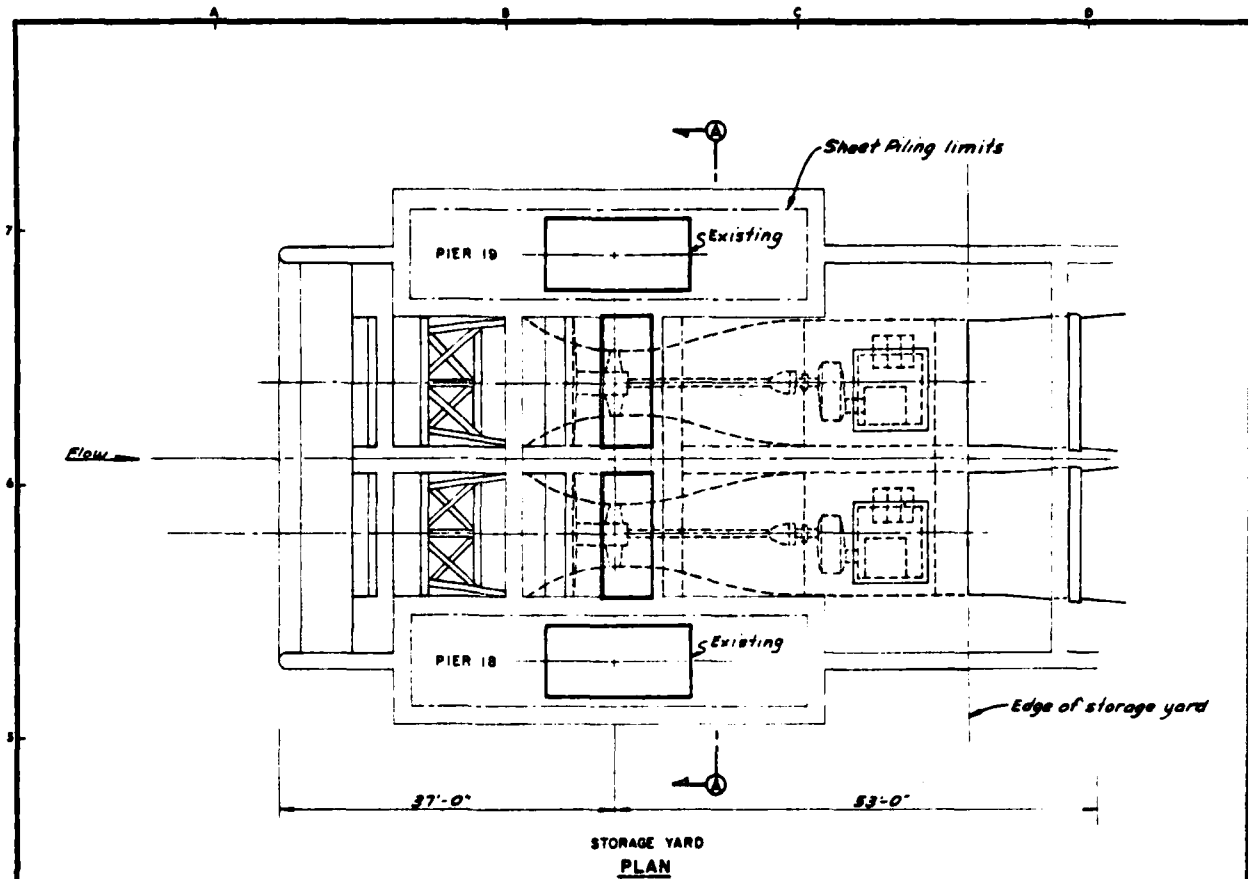 A B C D
A
Sheet Piling limits
7
Existing
PIER 19
Flow
6
Existing
PIER 18
Edge of storage yard
5
A
37'-0" 53'-0"
STORAGE YARD
PLAN